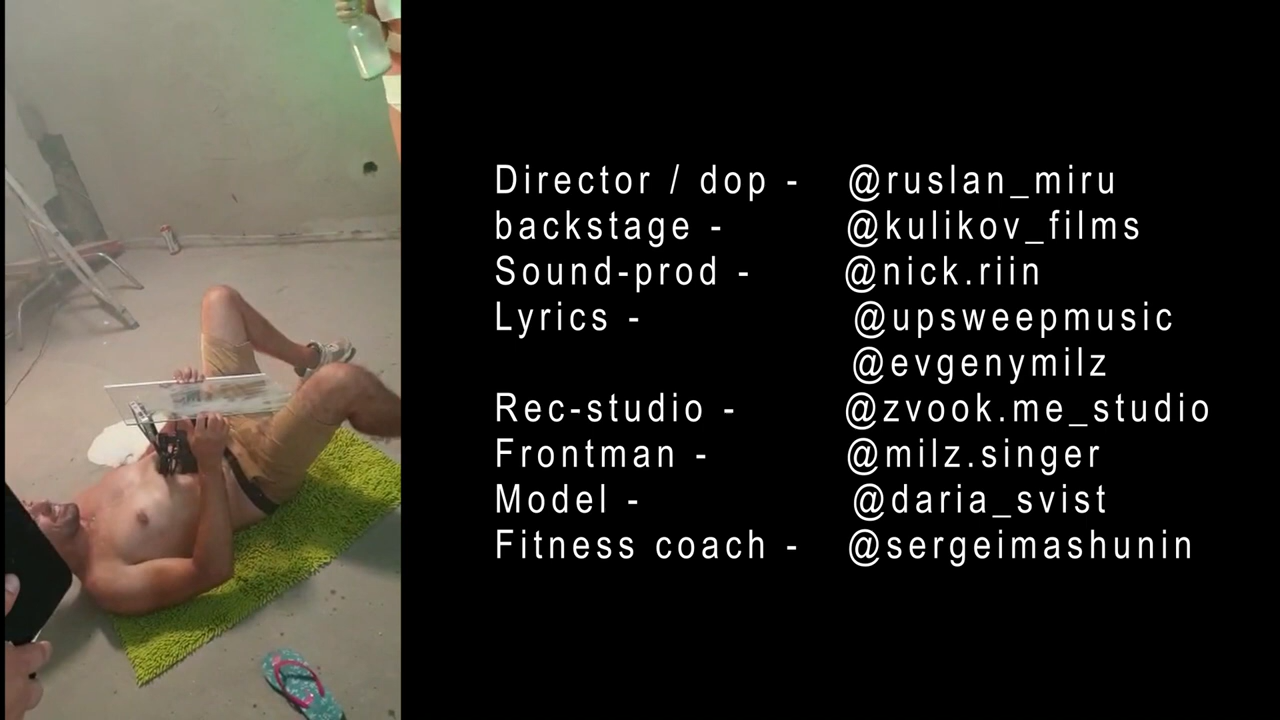 Director / dop - @ruslan_miru
backstage - @kulikov_films
Sound-prod - @nick.riin
Lyrics - @upsweepmusic
@evgenymilz
Rec-studio - @zvook.me_studio
Frontman - @milz.singer
Model - @daria_svist
Fitness coach - @sergeimashunin